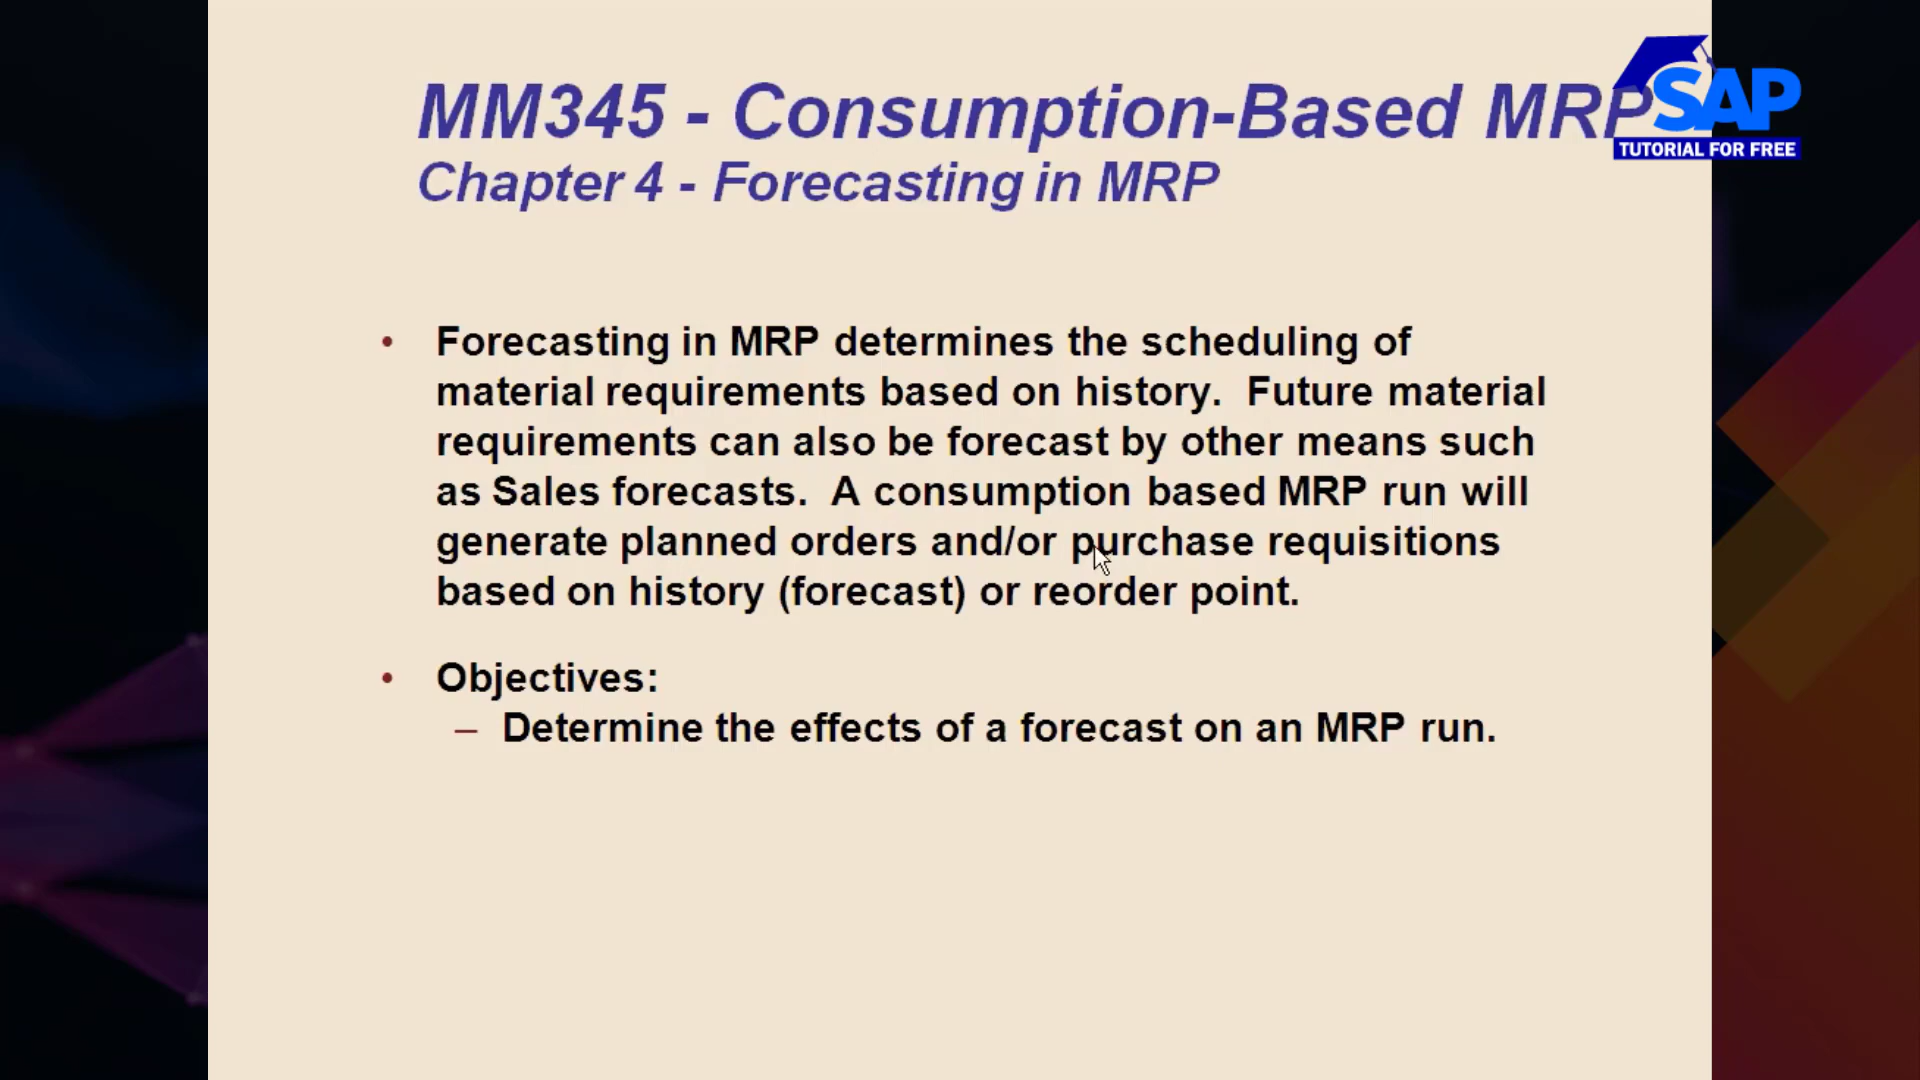 MM345 - Consumption-Based MRP
Chapter 4 - Forecasting in MRP
SAP
TUTORIAL FOR FREE
• Forecasting in MRP determines the scheduling of
material requirements based on history.  Future material
requirements can also be forecast by other means such
as Sales forecasts.  A consumption based MRP run will
generate planned orders and/or purchase requisitions
based on history (forecast) or reorder point.
• Objectives:
– Determine the effects of a forecast on an MRP run.